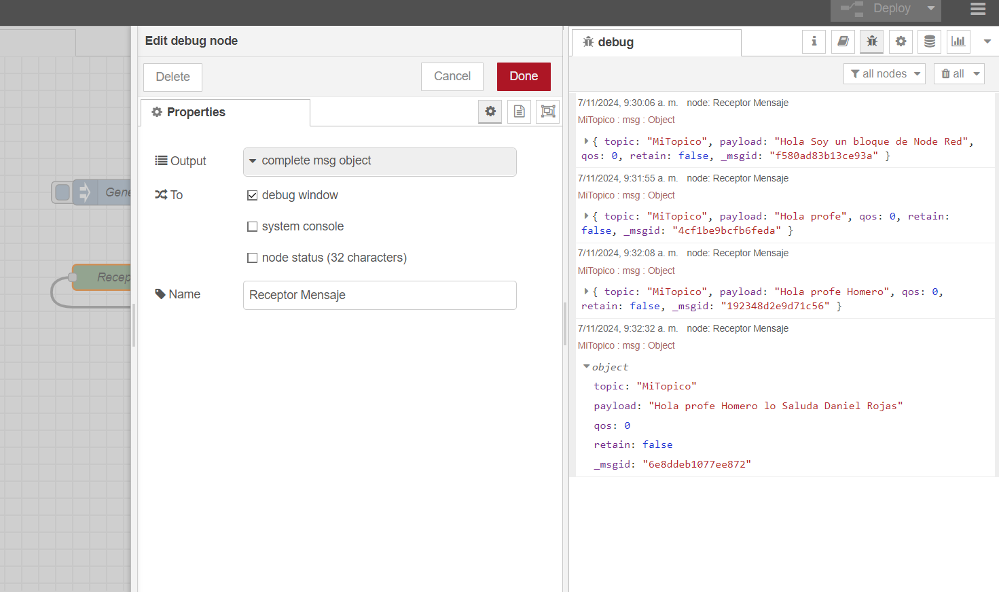 Deploy
Edit debug node
Delete
Cancel
Done
Properties
Output
complete msg object
To
debug window
system console
node status (32 characters)
Name
Receptor Mensaje
Gene
Recep
debug
i
all nodes
all
7/11/2024, 9:30:06 a. m. node: Receptor Mensaje
MiTopico : msg : Object
{ topic: "MiTopico", payload: "Hola Soy un bloque de Node Red",
qos: 0, retain: false, _msgid: "f580ad83b13ce93a" }
7/11/2024, 9:31:55 a. m. node: Receptor Mensaje
MiTopico : msg : Object
{ topic: "MiTopico", payload: "Hola profe", qos: 0, retain:
false, _msgid: "4cf1be9bcfb6feda" }
7/11/2024, 9:32:08 a. m. node: Receptor Mensaje
MiTopico : msg : Object
{ topic: "MiTopico", payload: "Hola profe Homero", qos: 0,
retain: false, _msgid: "192348d2e9d71c56" }
7/11/2024, 9:32:32 a. m. node: Receptor Mensaje
MiTopico : msg : Object
object
topic: "MiTopico"
payload: "Hola profe Homero lo Saluda Daniel Rojas"
qos: 0
retain: false
_msgid: "6e8ddeb1077ee872"